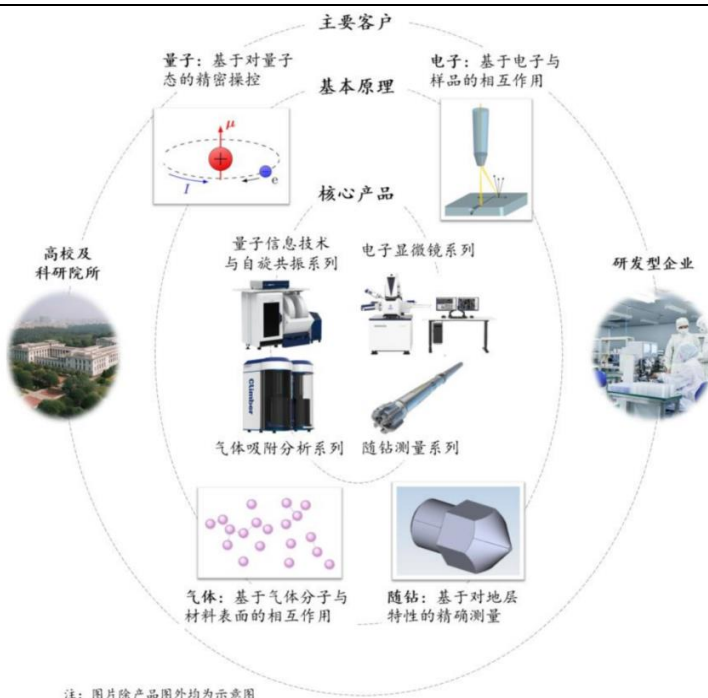 主要客户
量子：基于对量子
态的精密操控
电子：基于电子与
样品的相互作用
基本原理
μ
I
e
核心产品
量子信息技术
与自旋共振系列
电子显微镜系列
高校及
科研院所
研发型企业
Climber
气体吸附分析系列
随钻测量系列
气体：基于气体分子与
材料表面的相互作用
随钻：基于对地层
特性的精确测量
注：图片除产品图外均为示意图